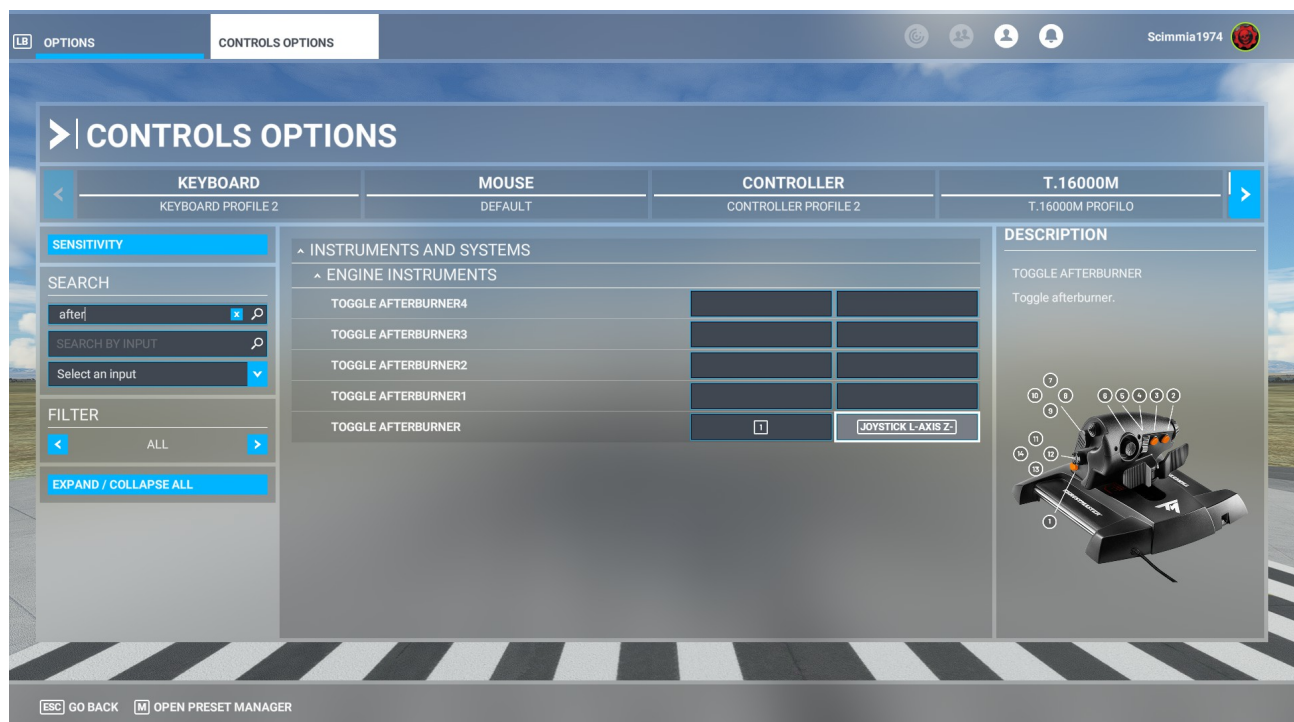 LB OPTIONS CONTROLS OPTIONS Scimmia1974
CONTROLS OPTIONS
KEYBOARD MOUSE CONTROLLER T.16000M
KEYBOARD PROFILE 2 DEFAULT CONTROLLER PROFILE 2 T.16000M PROFILO
SENSITIVITY
SEARCH
after x
SEARCH BY INPUT
Select an input
FILTER
ALL
EXPAND / COLLAPSE ALL
INSTRUMENTS AND SYSTEMS
ENGINE INSTRUMENTS
TOGGLE AFTERBURNER4
TOGGLE AFTERBURNER3
TOGGLE AFTERBURNER2
TOGGLE AFTERBURNER1
TOGGLE AFTERBURNER 1 JOYSTICK L-AXIS Z-
DESCRIPTION
TOGGLE AFTERBURNER
Toggle afterburner.
7
10 8 6 5 4 3 2
9
11
14 12
13
THRUSTMASTER
1
ESC GO BACK M OPEN PRESET MANAGER